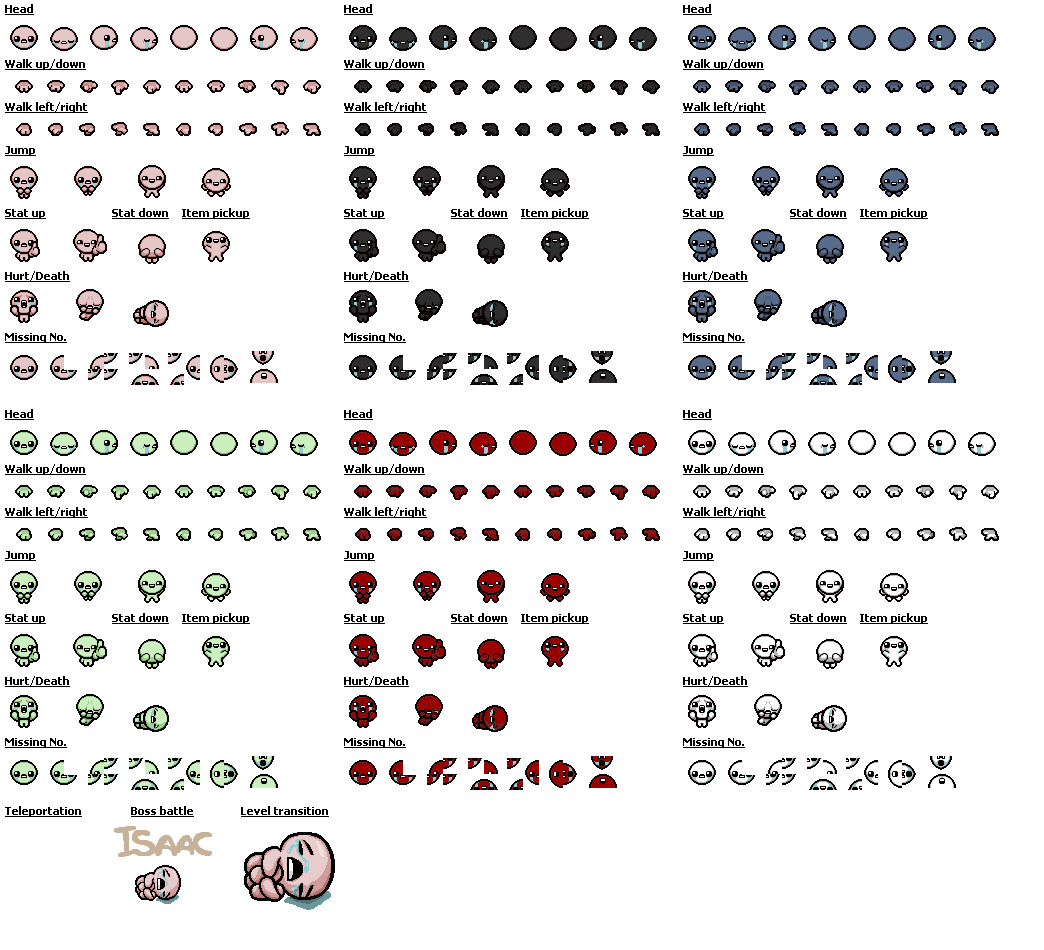 Head Head Head
Walk up/down Walk up/down Walk up/down
Walk left/right Walk left/right Walk left/right
Jump Jump Jump
Stat up Stat down Item pickup Stat up Stat down Item pickup Stat up Stat down Item pickup
Hurt/Death Hurt/Death Hurt/Death
Missing No. Missing No. Missing No.
Head Head Head
Walk up/down Walk up/down Walk up/down
Walk left/right Walk left/right Walk left/right
Jump Jump Jump
Stat up Stat down Item pickup Stat up Stat down Item pickup Stat up Stat down Item pickup
Hurt/Death Hurt/Death Hurt/Death
Missing No. Missing No. Missing No.
Teleportation Boss battle Level transition
ISAAC